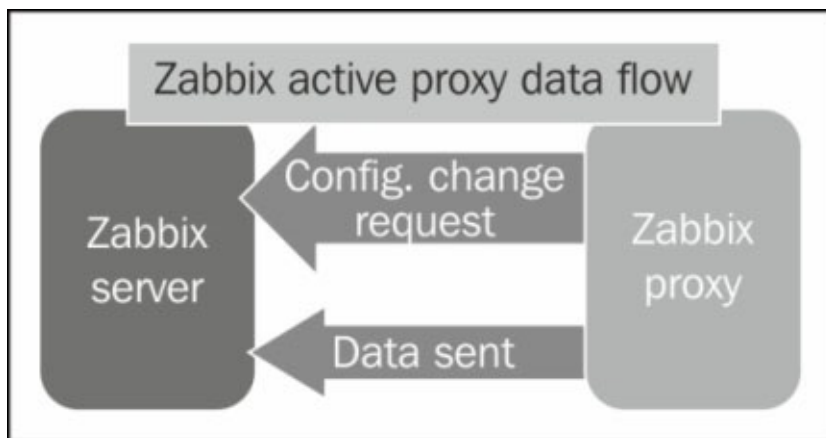 Zabbix active proxy data flow
Config. change
request
Zabbix
server
Zabbix
proxy
Data sent